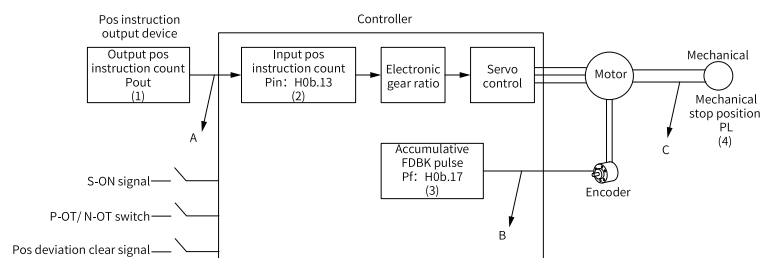 Pos instruction
output device
Controller
Output pos
instruction count
Pout
(1)
Input pos
instruction count
Pin： H0b.13
(2)
Electronic
gear ratio
Servo
control
Motor
Mechanical
Mechanical
stop position
PL
(4)
A
C
Accumulative
FDBK pulse
Pf： H0b.17
(3)
Encoder
B
S-ON signal
P-OT/ N-OT switch
Pos deviation clear signal